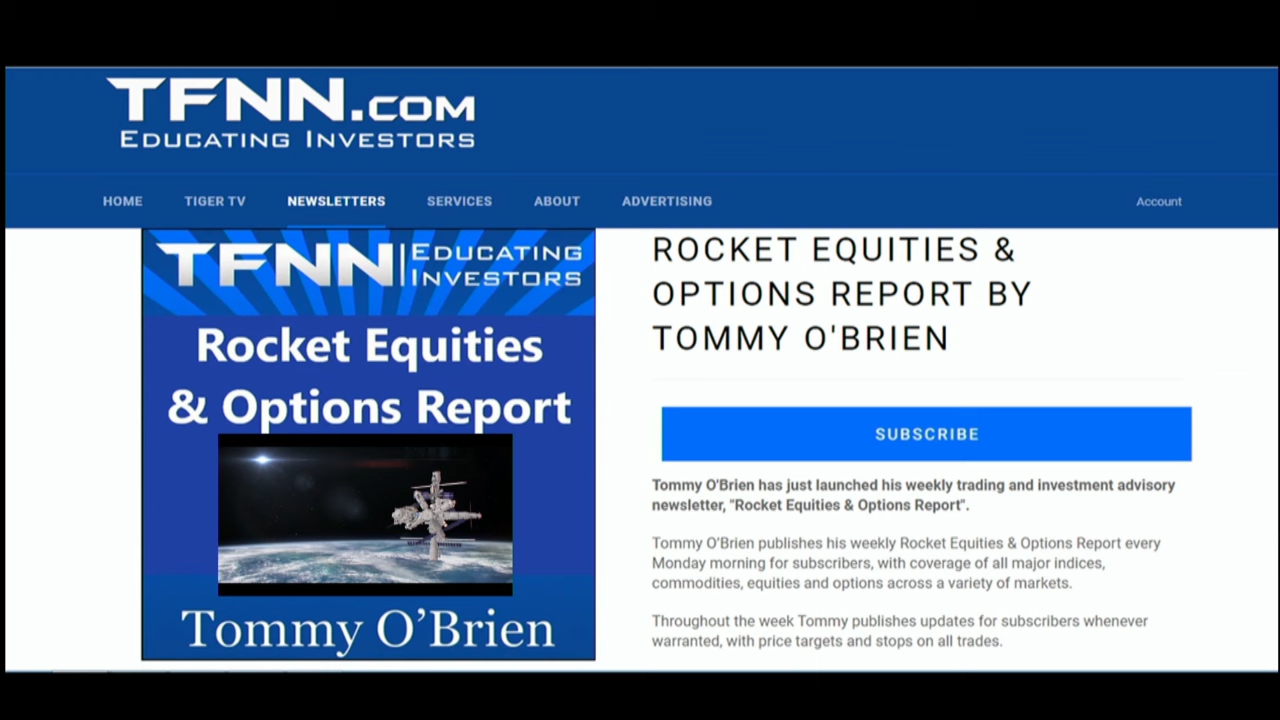 TFNN.COM
EDUCATING INVESTORS
HOME TIGER TV NEWSLETTERS SERVICES ABOUT ADVERTISING Account
TFNN EDUCATING
INVESTORS
Rocket Equities
& Options Report
Tommy O’Brien
ROCKET EQUITIES &
OPTIONS REPORT BY
TOMMY O'BRIEN
SUBSCRIBE
Tommy O'Brien has just launched his weekly trading and investment advisory
newsletter, "Rocket Equities & Options Report".
Tommy O’Brien publishes his weekly Rocket Equities & Options Report every
Monday morning for subscribers, with coverage of all major indices,
commodities, equities and options across a variety of markets.
Throughout the week Tommy publishes updates for subscribers whenever
warranted, with price targets and stops on all trades.